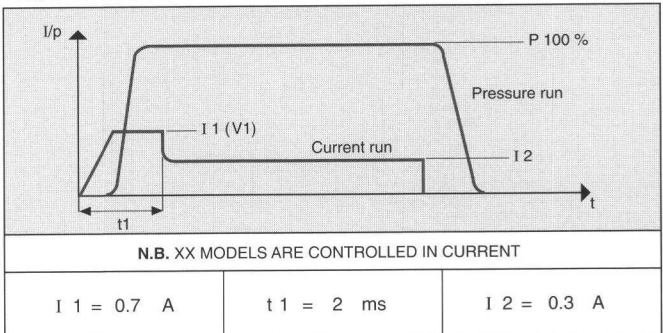 I/p
P 100 %
Pressure run
I 1 (V1)
Current run
I 2
t
t1
N.B. XX MODELS ARE CONTROLLED IN CURRENT
I 1 = 0.7 A
t 1 = 2 ms
I 2 = 0.3 A